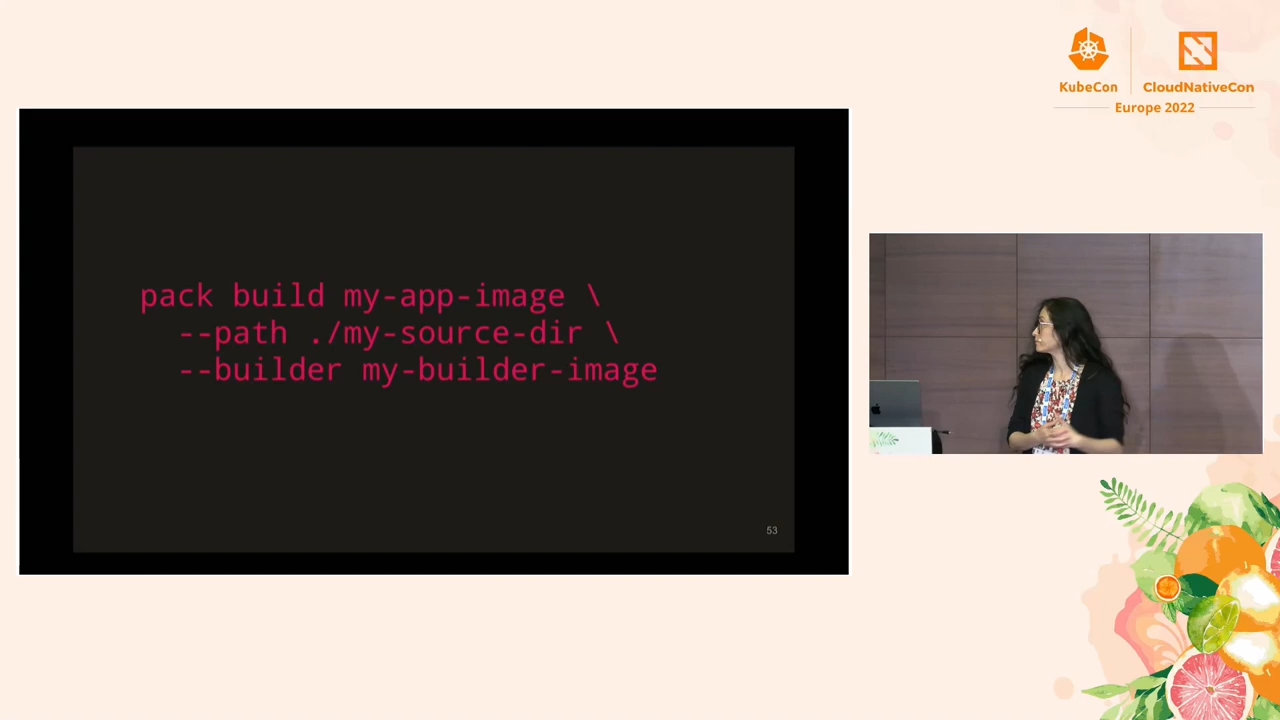 KubeCon
CloudNativeCon
Europe 2022
pack build my-app-image \
--path ./my-source-dir \
--builder my-builder-image
53